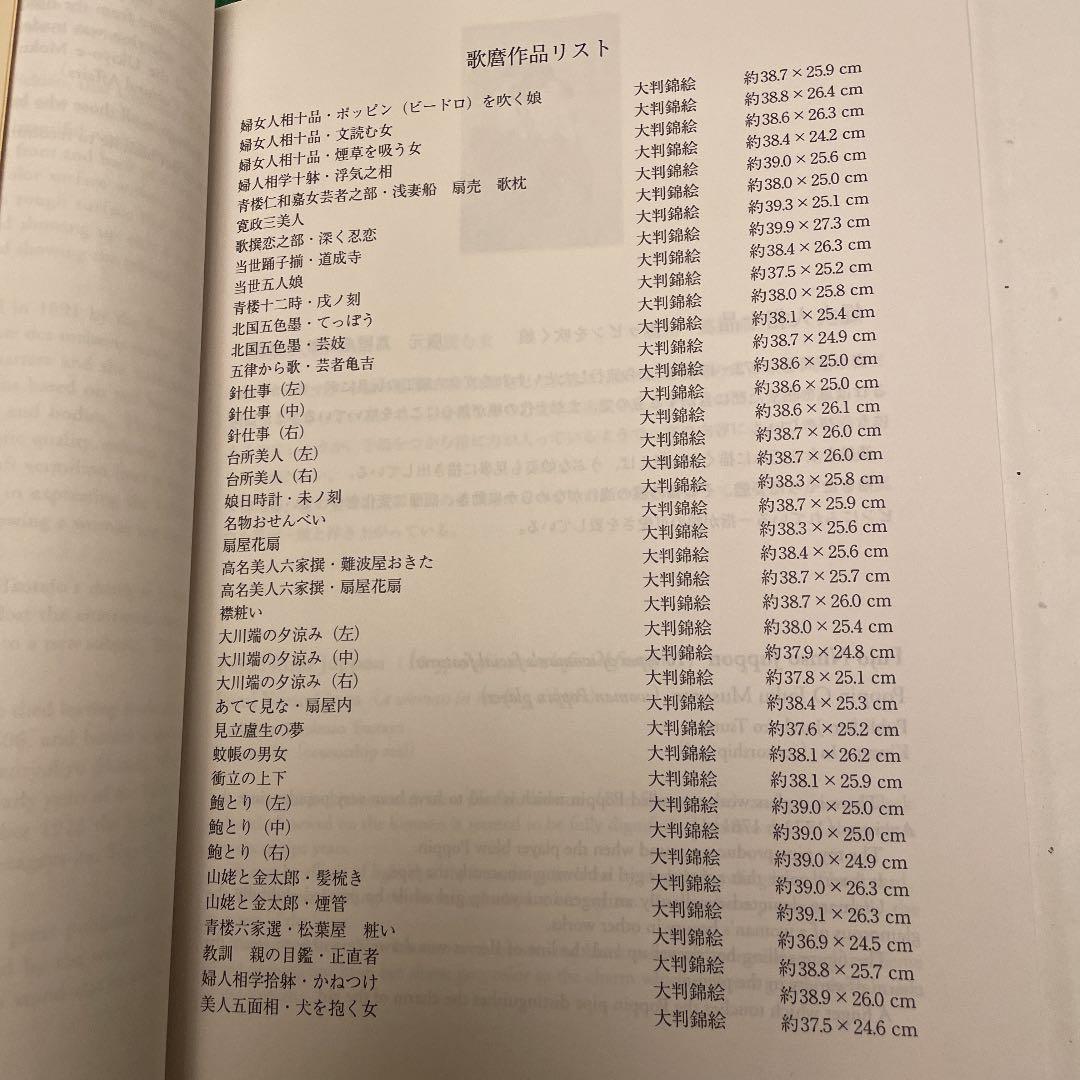 歌麿作品リスト
婦女人相十品・ポッピン（ビードロ）を吹く娘 大判錦絵 約38.7×25.9 cm
婦女人相十品・文読む女 大判錦絵 約38.8×26.4 cm
婦女人相十品・煙草を吸う女 大判錦絵 約38.6×26.3 cm
婦人相学十躰・浮気之相 大判錦絵 約38.4×24.2 cm
青楼仁和嘉女芸者之部・浅妻船　扇売　歌枕 大判錦絵 約39.0×25.6 cm
寛政三美人 大判錦絵 約38.0×25.0 cm
歌撰恋之部・深く忍恋 大判錦絵 約39.3×25.1 cm
当世踊子揃・道成寺 大判錦絵 約39.9×27.3 cm
当世五人娘 大判錦絵 約38.4×26.3 cm
青楼十二時・戌ノ刻 大判錦絵 約37.5×25.2 cm
北国五色墨・てっぽう 大判錦絵 約38.0×25.8 cm
北国五色墨・芸妓 大判錦絵 約38.1×25.4 cm
五律から歌・芸者亀吉 大判錦絵 約38.7×24.9 cm
針仕事（左） 大判錦絵 約38.6×25.0 cm
針仕事（中） 大判錦絵 約38.6×25.0 cm
針仕事（右） 大判錦絵 約38.6×26.1 cm
台所美人（左） 大判錦絵 約38.7×26.0 cm
台所美人（右） 大判錦絵 約38.7×26.0 cm
娘日時計・未ノ刻 大判錦絵 約38.3×25.8 cm
名物おせんべい 大判錦絵 約38.7×25.9 cm
扇屋花扇 大判錦絵 約38.3×25.6 cm
高名美人六家撰・難波屋おきた 大判錦絵 約38.4×25.6 cm
高名美人六家撰・扇屋花扇 大判錦絵 約38.7×25.7 cm
襟粧い 大判錦絵 約38.7×26.0 cm
大川端の夕涼み（左） 大判錦絵 約38.0×25.4 cm
大川端の夕涼み（中） 大判錦絵 約37.9×24.8 cm
大川端の夕涼み（右） 大判錦絵 約37.8×25.1 cm
あてて見な・扇屋内 大判錦絵 約38.4×25.3 cm
見立盧生の夢 大判錦絵 約37.6×25.2 cm
蚊帳の男女 大判錦絵 約38.1×26.2 cm
衝立の上下 大判錦絵 約38.1×25.9 cm
鮑とり（左） 大判錦絵 約39.0×25.0 cm
鮑とり（中） 大判錦絵 約39.0×25.0 cm
鮑とり（右） 大判錦絵 約39.0×24.9 cm
山姥と金太郎・髪梳き 大判錦絵 約39.0×26.3 cm
山姥と金太郎・煙管 大判錦絵 約39.1×26.3 cm
青楼六家選・松葉屋　粧い 大判錦絵 約36.9×24.5 cm
教訓　親の目鑑・正直者 大判錦絵 約38.8×25.7 cm
婦人相学拾躰・かねつけ 大判錦絵 約38.9×26.0 cm
美人五面相・犬を抱く女 大判錦絵 約37.5×24.6 cm